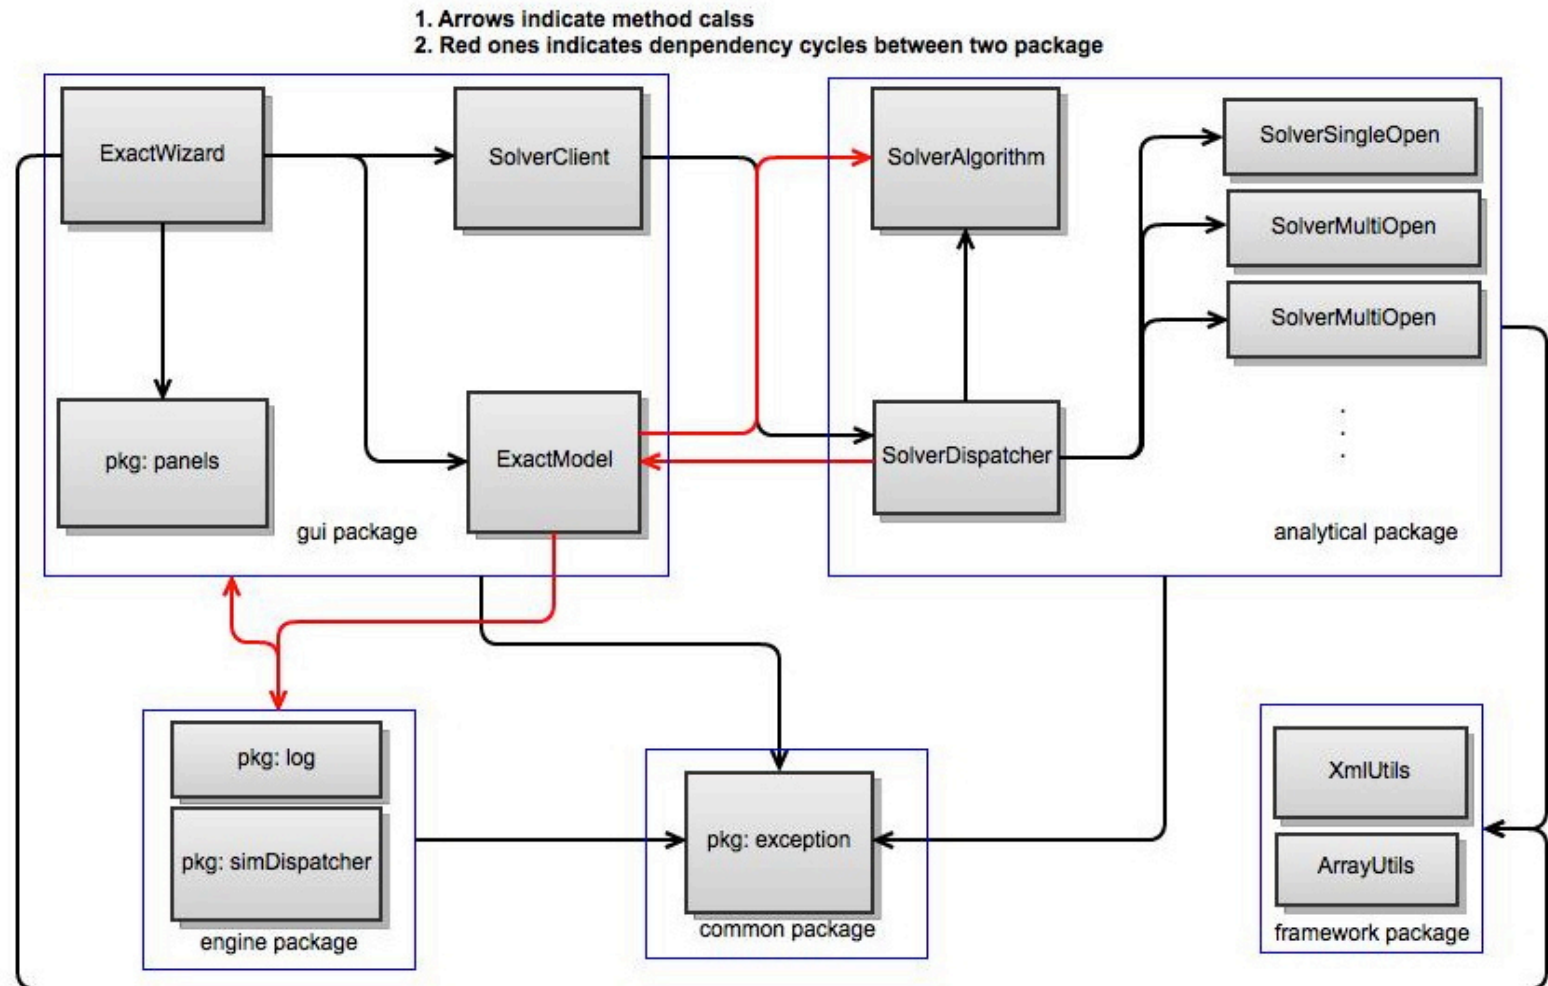 1. Arrows indicate method calss
2. Red ones indicates denpendency cycles between two package
ExactWizard
SolverClient
pkg: panels
ExactModel
gui package
SolverAlgorithm
SolverSingleOpen
SolverMultiOpen
SolverMultiOpen
.
.
.
SolverDispatcher
analytical package
pkg: log
pkg: simDispatcher
engine package
pkg: exception
common package
XmlUtils
ArrayUtils
framework package